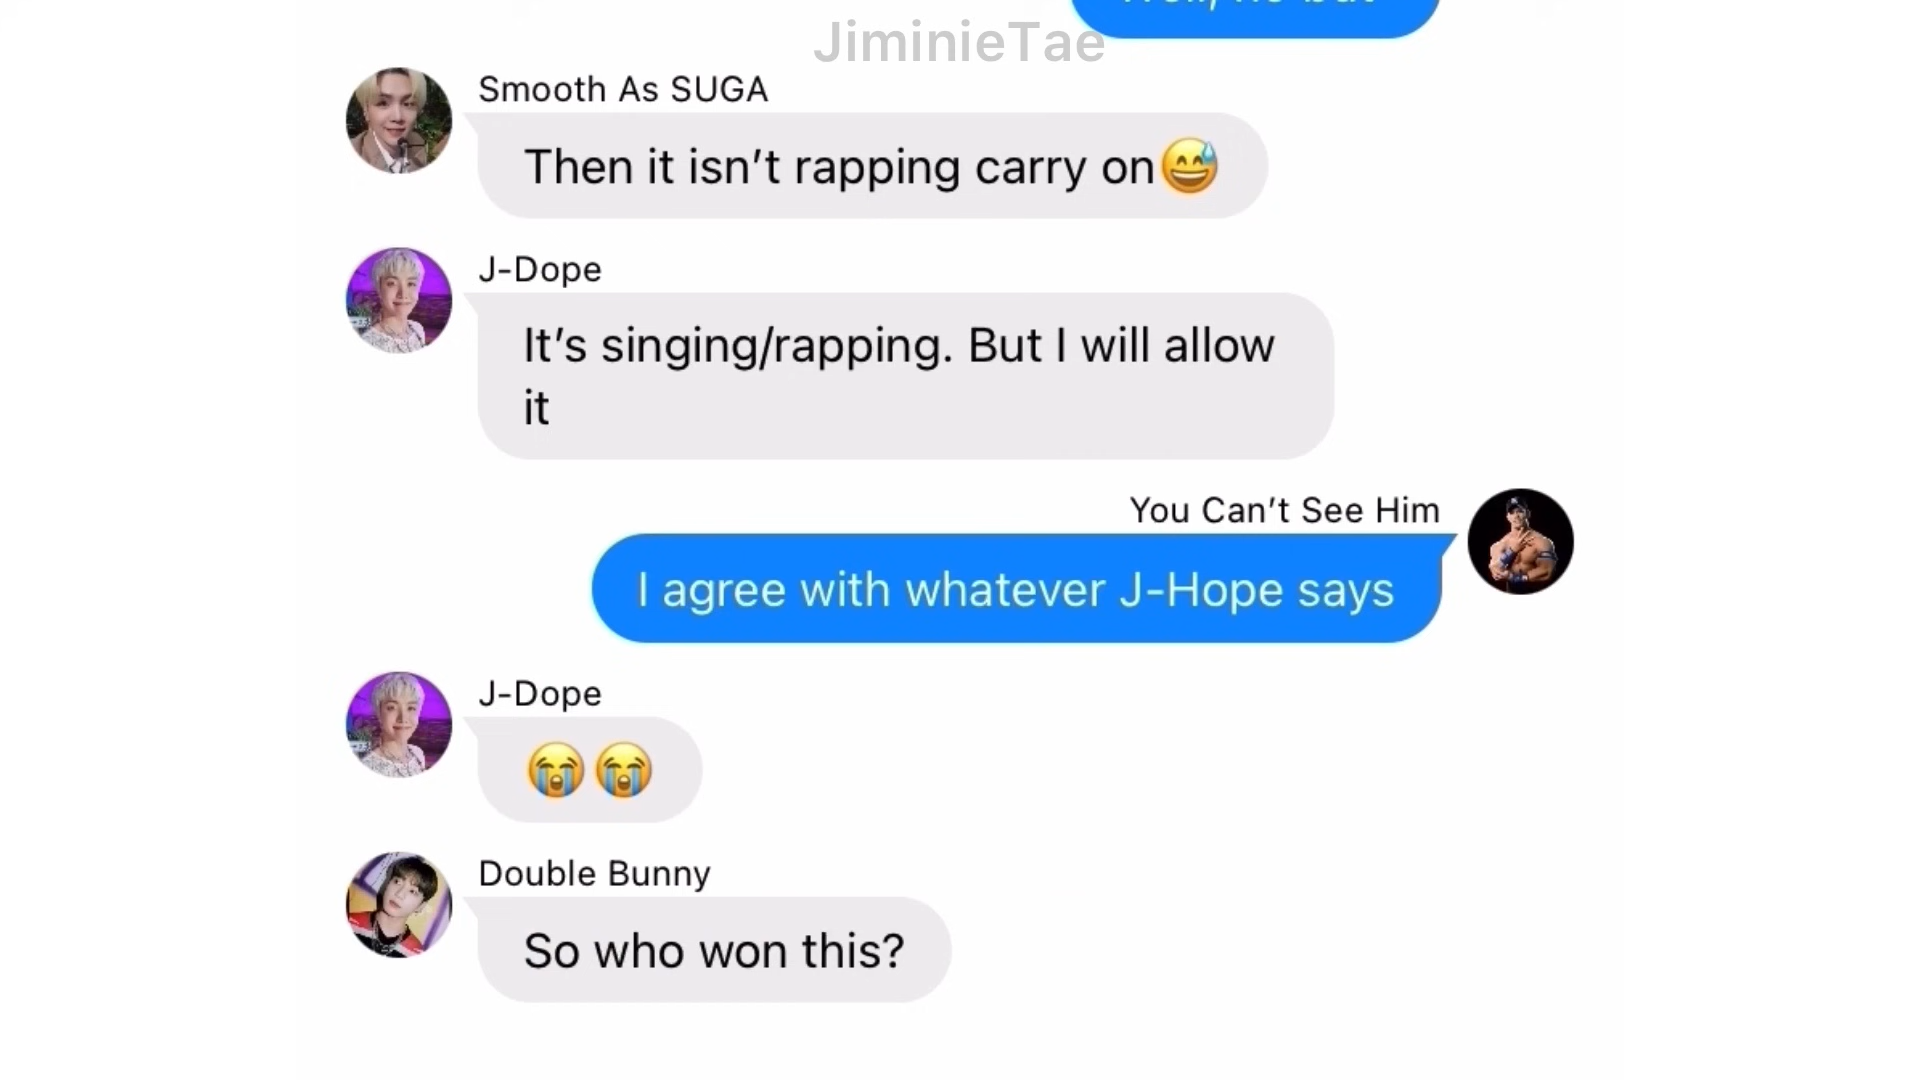 JiminieTae
Smooth As SUGA
Then it isn’t rapping carry on😅
J-Dope
It’s singing/rapping. But I will allow
it
You Can’t See Him
I agree with whatever J-Hope says
J-Dope
😭😭
Double Bunny
So who won this?